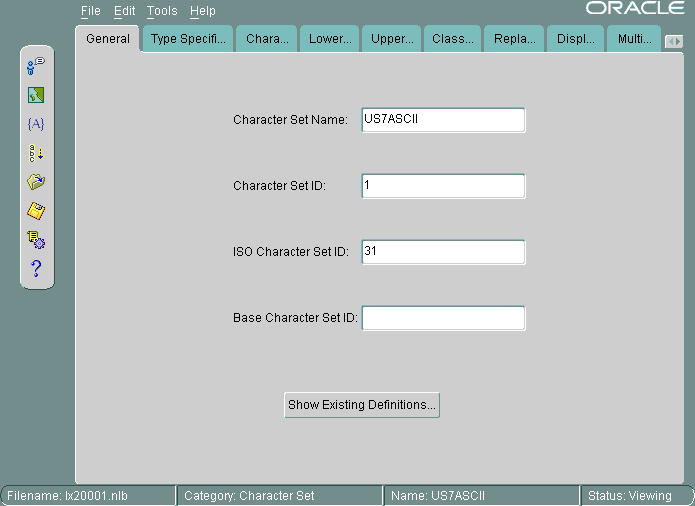 File Edit Tools Help
ORACLE
General Type Specifi... Chara... Lower... Upper... Class... Repla... Displ... Multi...
{A}
a
b
c
Character Set Name: US7ASCII
Character Set ID: 1
ISO Character Set ID: 31
Base Character Set ID:
?
Show Existing Definitions...
Filename: lx20001.nlb Category: Character Set Name: US7ASCII Status: Viewing